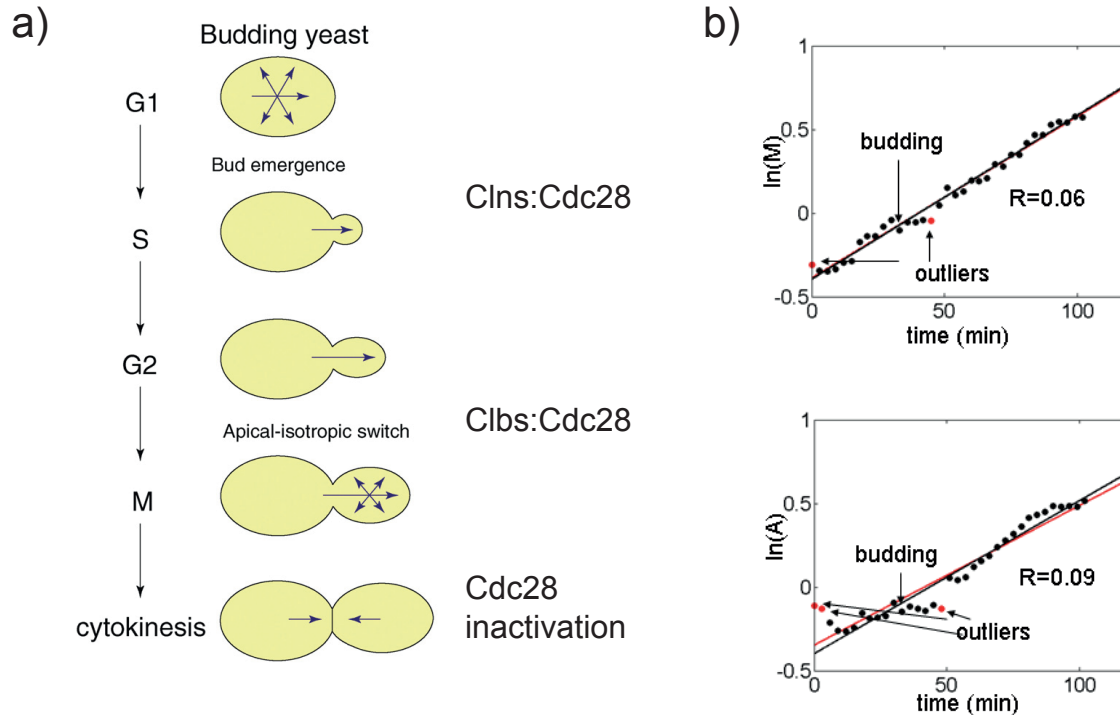 a)
Budding yeast
G1
Bud emergence
Clns:Cdc28
S
G2
Clbs:Cdc28
Apical-isotropic switch
M
Cdc28
inactivation
cytokinesis
b)
1
0.5
0
-0.5
ln(M)
budding
R=0.06
outliers
0
50
100
time (min)
1
0.5
0
-0.5
ln(A)
budding
R=0.09
outliers
0
50
100
time (min)